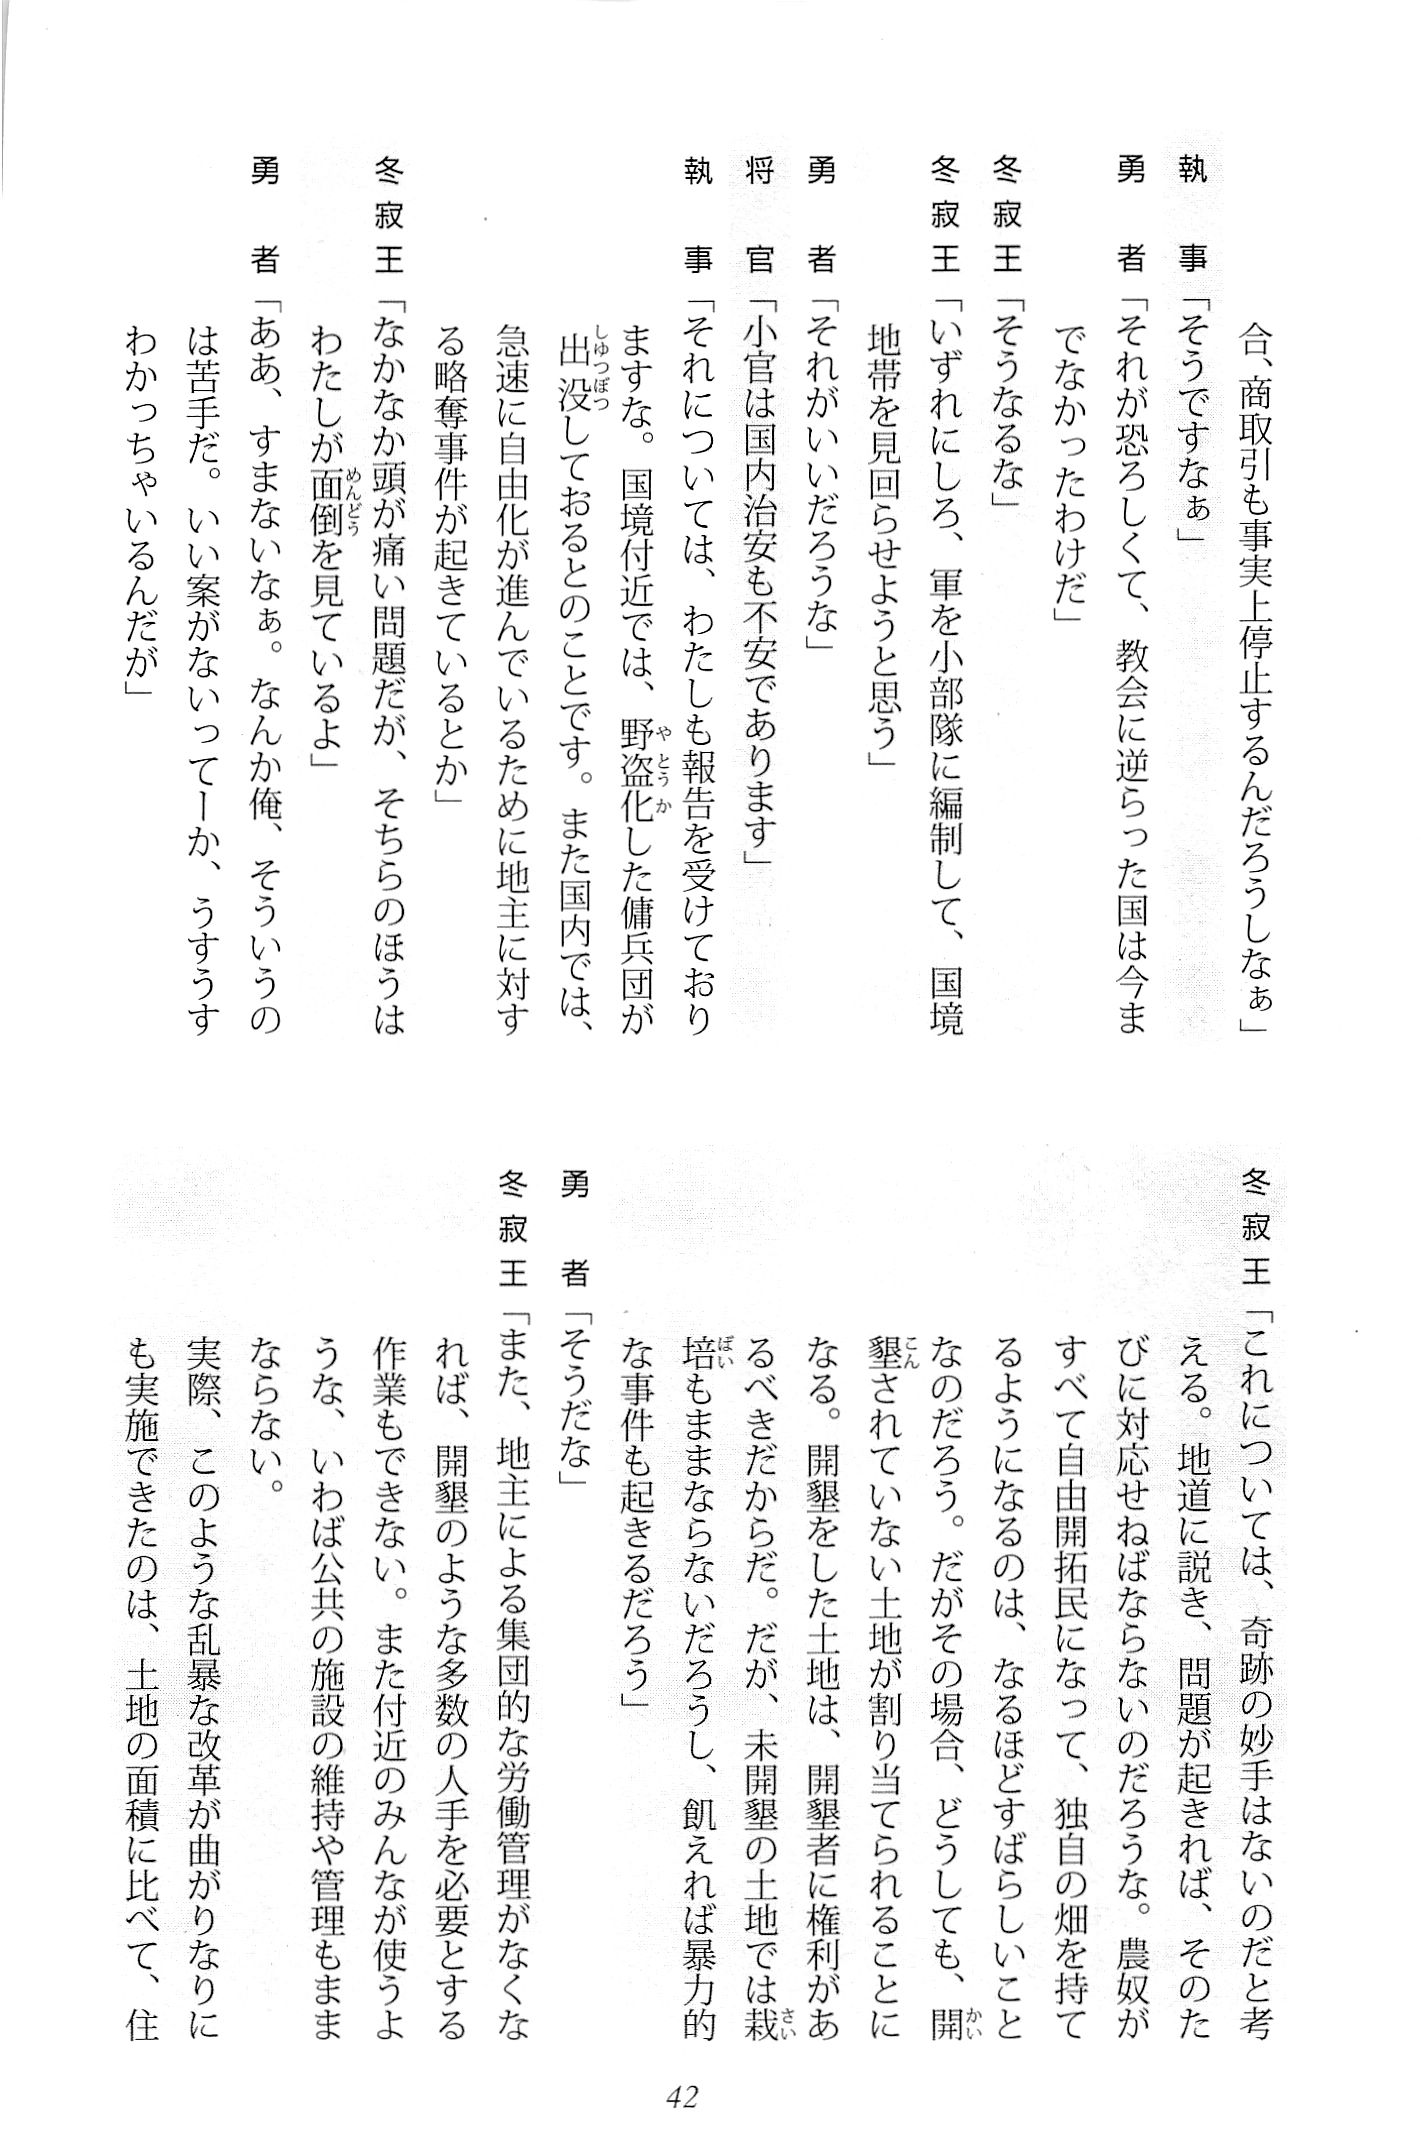 合、商取引も事実上停止するんだろうしなぁ」
執事「そうですなぁ」
勇者「それが恐ろしくて、教会に逆らった国は今ま
でなかったわけだ」
冬寂王「そうなるな」
冬寂王「いずれにしろ、軍を小部隊に編制して、国境
地帯を見回らせようと思う」
勇者「それがいいだろうな」
将官「小官は国内治安も不安であります」
執事「それについては、わたしも報告を受けており
ますな。国境付近では、野盗化した傭兵団が
出没しておるとのことです。また国内では、
急速に自由化が進んでいるために地主に対す
る略奪事件が起きているとか」
冬寂王「なかなか頭が痛い問題だが、そちらのほうは
わたしが面倒を見ているよ」
勇者「ああ、すまないなぁ。なんか俺、そういうの
は苦手だ。いい案がないってーか、うすうす
わかっちゃいるんだが」
冬寂王「これについては、奇跡の妙手はないのだと考
える。地道に説き、問題が起きれば、そのた
びに対応せねばならないのだろうな。農奴が
すべて自由開拓民になって、独自の畑を持て
るようになるのは、なるほどすばらしいこと
なのだろう。だがその場合、どうしても、開
墾されていない土地が割り当てられることに
なる。開墾をした土地は、開墾者に権利があ
るべきだからだ。だが、未開墾の土地では栽
培もままならないだろうし、飢えれば暴力的
な事件も起きるだろう」
勇者「そうだな」
冬寂王「また、地主による集団的な労働管理がなくな
れば、開墾のような多数の人手を必要とする
作業もできない。また付近のみんなが使うよ
うな、いわば公共の施設の維持や管理もまま
ならない。
実際、このような乱暴な改革が曲がりなりに
も実施できたのは、土地の面積に比べて、住
42